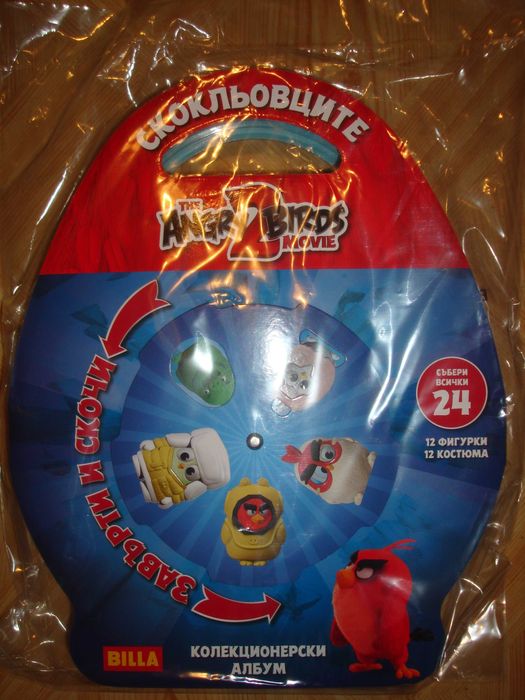 СКОКЛЬОВЦИТЕ
THE
ANGRY BIRDS
2
MOVIE
ЗАВЪРТИ И СКОЧИ
СЪБЕРИ
ВСИЧКИ
24
12 ФИГУРКИ
12 КОСТЮМА
BILLA
КОЛЕКЦИОНЕРСКИ
АЛБУМ